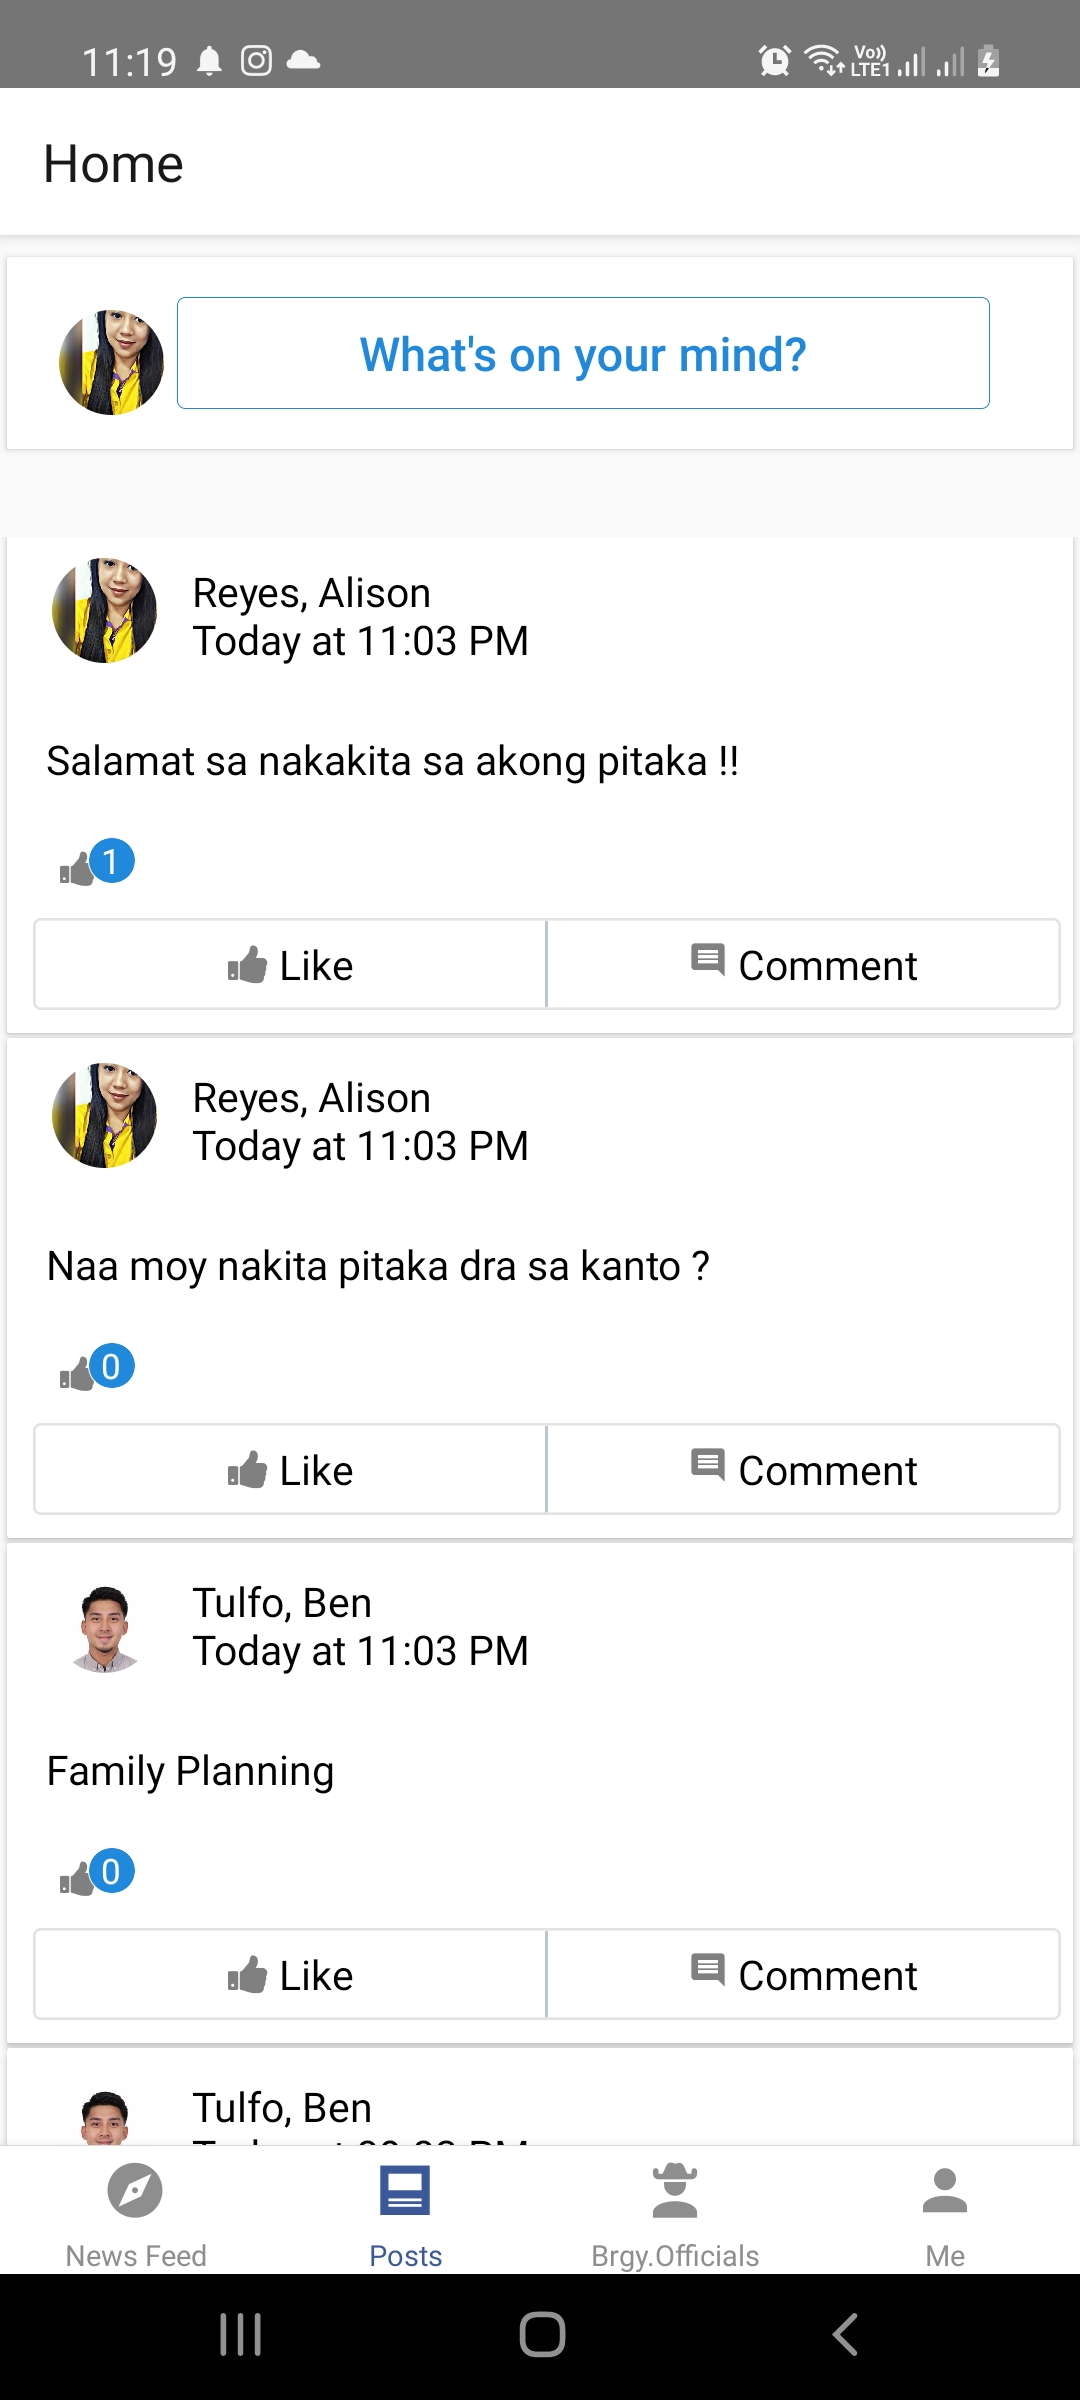 11:19
Vo))
LTE1
Home
What's on your mind?
Reyes, Alison
Today at 11:03 PM
Salamat sa nakakita sa akong pitaka !!
1
Like
Comment
Reyes, Alison
Today at 11:03 PM
Naa moy nakita pitaka dra sa kanto ?
0
Like
Comment
Tulfo, Ben
Today at 11:03 PM
Family Planning
0
Like
Comment
Tulfo, Ben
News Feed
Posts
Brgy.Officials
Me